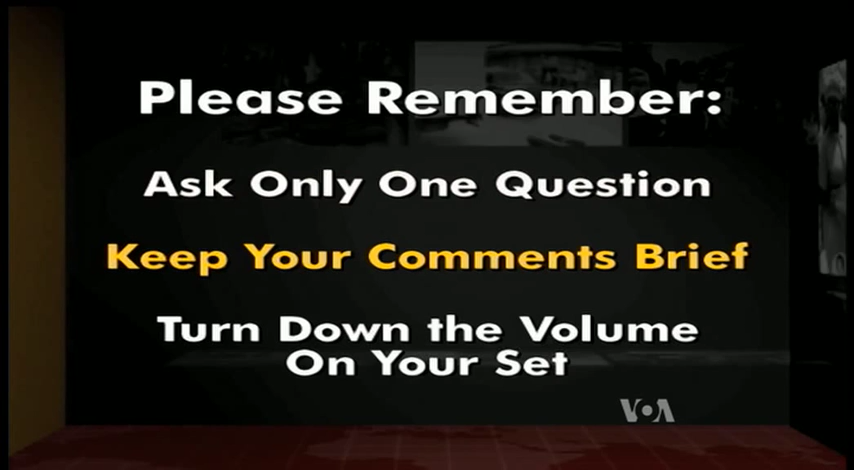 Please Remember:
Ask Only One Question
Keep Your Comments Brief
Turn Down the Volume
On Your Set
VOA